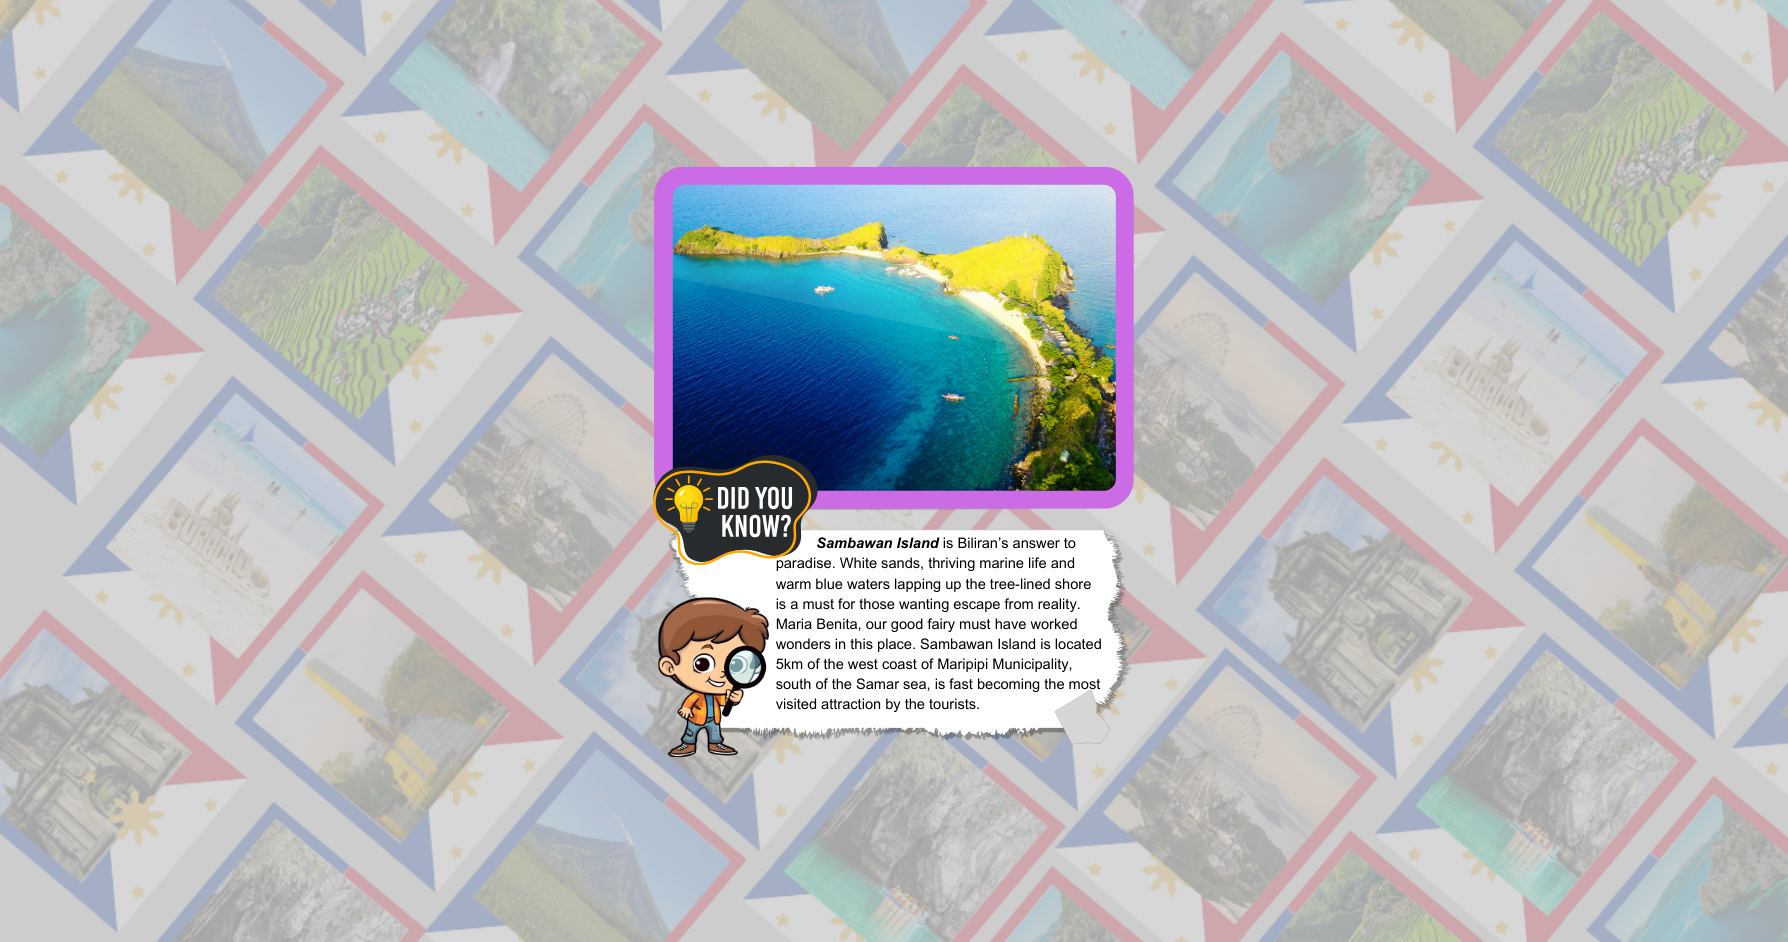 DID YOU
KNOW?
Sambawan Island is Biliran’s answer to
paradise. White sands, thriving marine life and
warm blue waters lapping up the tree-lined shore
is a must for those wanting escape from reality.
Maria Benita, our good fairy must have worked
wonders in this place. Sambawan Island is located
5km of the west coast of Maripipi Municipality,
south of the Samar sea, is fast becoming the most
visited attraction by the tourists.